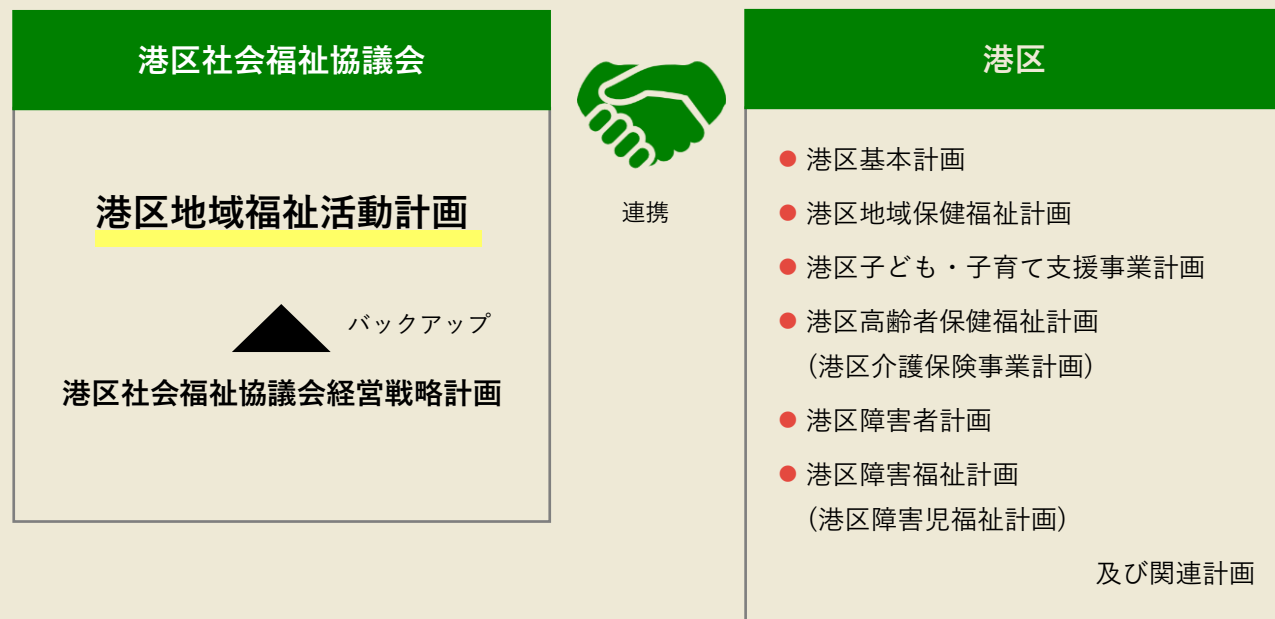 港区社会福祉協議会
港区地域福祉活動計画
バックアップ
港区社会福祉協議会経営戦略計画
連携
港区
港区基本計画
港区地域保健福祉計画
港区子ども・子育て支援事業計画
港区高齢者保健福祉計画
(港区介護保険事業計画)
港区障害者計画
港区障害福祉計画
(港区障害児福祉計画)
及び関連計画